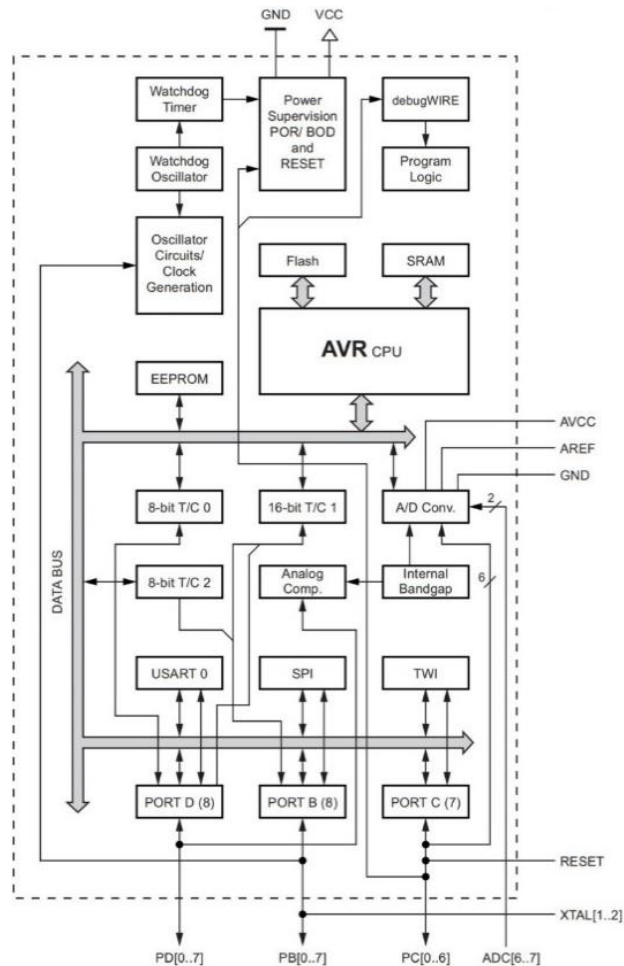 GND
VCC
Watchdog
Timer
Power
Supervision
POR/ BOD
and
RESET
debugWIRE
Watchdog
Oscillator
Program
Logic
Oscillator
Circuits/
Clock
Generation
Flash
SRAM
AVR CPU
EEPROM
AVCC
AREF
GND
8-bit T/C 0
16-bit T/C 1
A/D Conv.
2
DATA BUS
8-bit T/C 2
Analog
Comp.
Internal
Bandgap
6
USART 0
SPI
TWI
PORT D (8)
PORT B (8)
PORT C (7)
RESET
XTAL[1..2]
PD[0..7]
PB[0..7]
PC[0..6]
ADC[6..7]